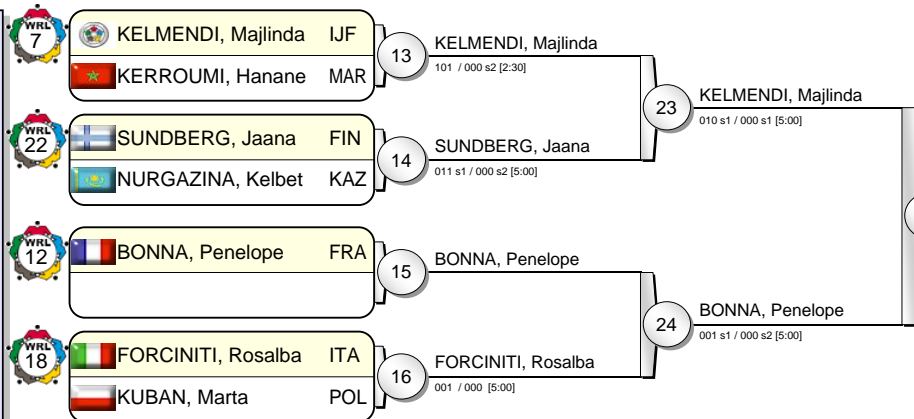 WRL
7
KELMENDI, Majlinda IJF
KERROUMI, Hanane MAR
13
KELMENDI, Majlinda
101 / 000 s2 [2:30]
WRL
22
SUNDBERG, Jaana FIN
NURGAZINA, Kelbet KAZ
14
SUNDBERG, Jaana
011 s1 / 000 s2 [5:00]
23
KELMENDI, Majlinda
010 s1 / 000 s1 [5:00]
WRL
12
BONNA, Penelope FRA
15
BONNA, Penelope
WRL
18
FORCINITI, Rosalba ITA
KUBAN, Marta POL
16
FORCINITI, Rosalba
001 / 000 [5:00]
24
BONNA, Penelope
001 s1 / 000 s2 [5:00]